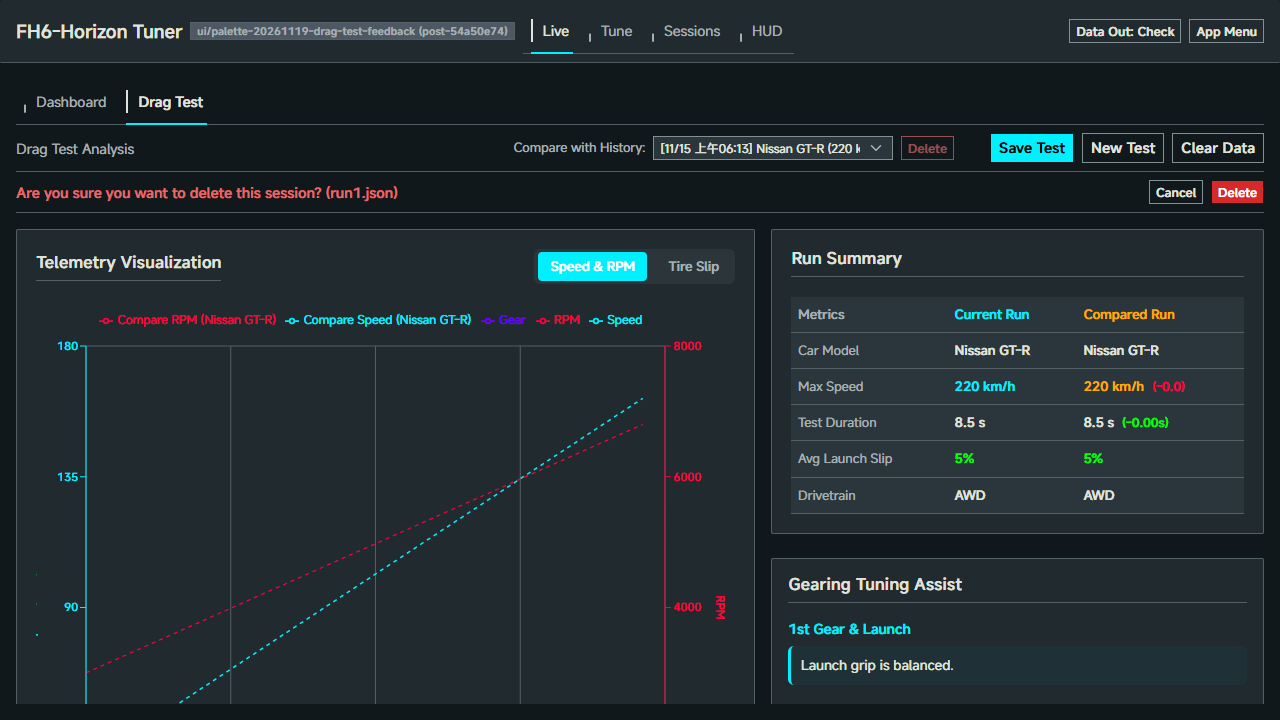 FH6-Horizon Tuner
ui/palette-20261119-drag-test-feedback (post-54a50e74)
Live
Tune
Sessions
HUD
Data Out: Check
App Menu
Dashboard
Drag Test
Drag Test Analysis
Compare with History:
[11/15 上午06:13] Nissan GT-R (220 k
Delete
Save Test
New Test
Clear Data
Are you sure you want to delete this session? (run1.json)
Cancel
Delete
Telemetry Visualization
Speed & RPM
Tire Slip
Compare RPM (Nissan GT-R)
Compare Speed (Nissan GT-R)
Gear
RPM
Speed
180
135
90
8000
6000
4000
RPM
Run Summary
Metrics Current Run Compared Run
Car Model Nissan GT-R Nissan GT-R
Max Speed 220 km/h 220 km/h (-0.0)
Test Duration 8.5 s 8.5 s (-0.00s)
Avg Launch Slip 5% 5%
Drivetrain AWD AWD
Gearing Tuning Assist
1st Gear & Launch
Launch grip is balanced.